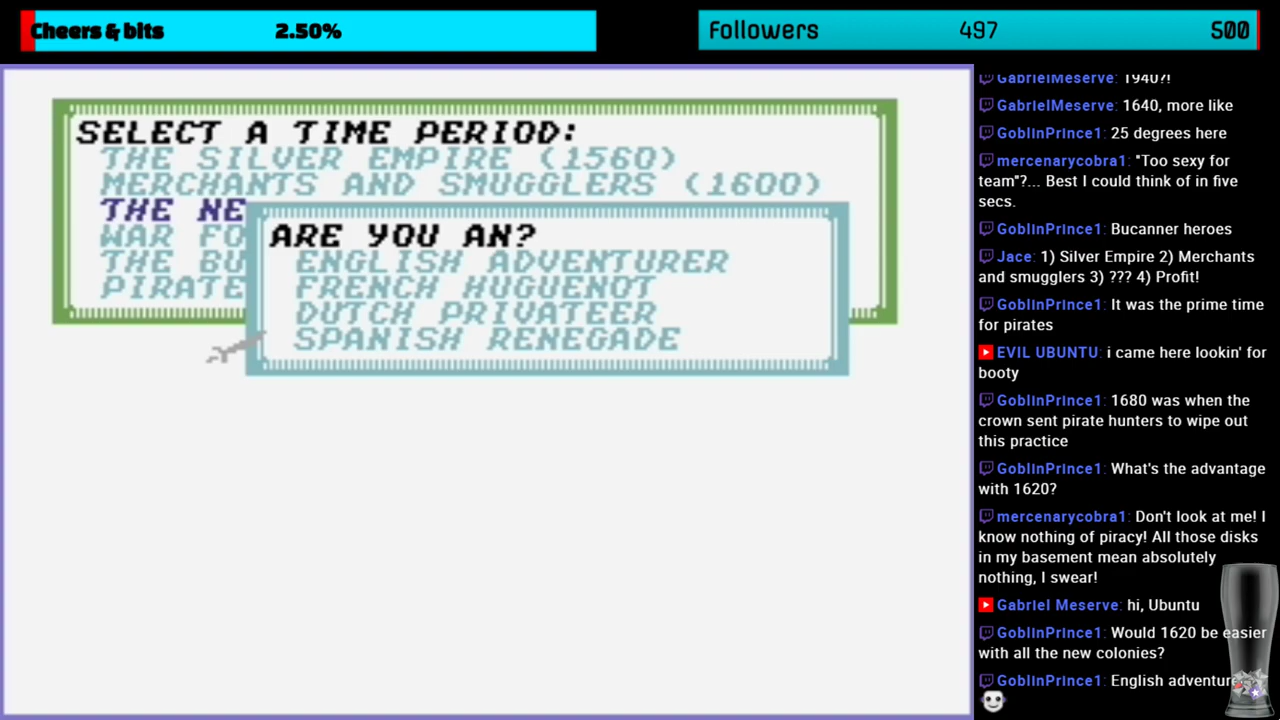 Cheers & bits 2.50%
Followers 497 500
SELECT A TIME PERIOD:
THE SILVER EMPIRE (1560)
MERCHANTS AND SMUGGLERS (1600)
THE NE
WAR FO
THE BU
PIRATE
ARE YOU AN?
ENGLISH ADVENTURER
FRENCH HUGUENOT
DUTCH PRIVATEER
SPANISH RENEGADE
GabrielMeserve: 1940?!
GabrielMeserve: 1640, more like
GoblinPrince1: 25 degrees here
mercenarycobra1: "Too sexy for
team"?... Best I could think of in five
secs.
GoblinPrince1: Bucanner heroes
Jace: 1) Silver Empire 2) Merchants
and smugglers 3) ??? 4) Profit!
GoblinPrince1: It was the prime time
for pirates
EVIL UBUNTU: i came here lookin' for
booty
GoblinPrince1: 1680 was when the
crown sent pirate hunters to wipe out
this practice
GoblinPrince1: What's the advantage
with 1620?
mercenarycobra1: Don't look at me! I
know nothing of piracy! All those disks
in my basement mean absolutely
nothing, I swear!
Gabriel Meserve: hi, Ubuntu
GoblinPrince1: Would 1620 be easier
with all the new colonies?
GoblinPrince1: English adventure